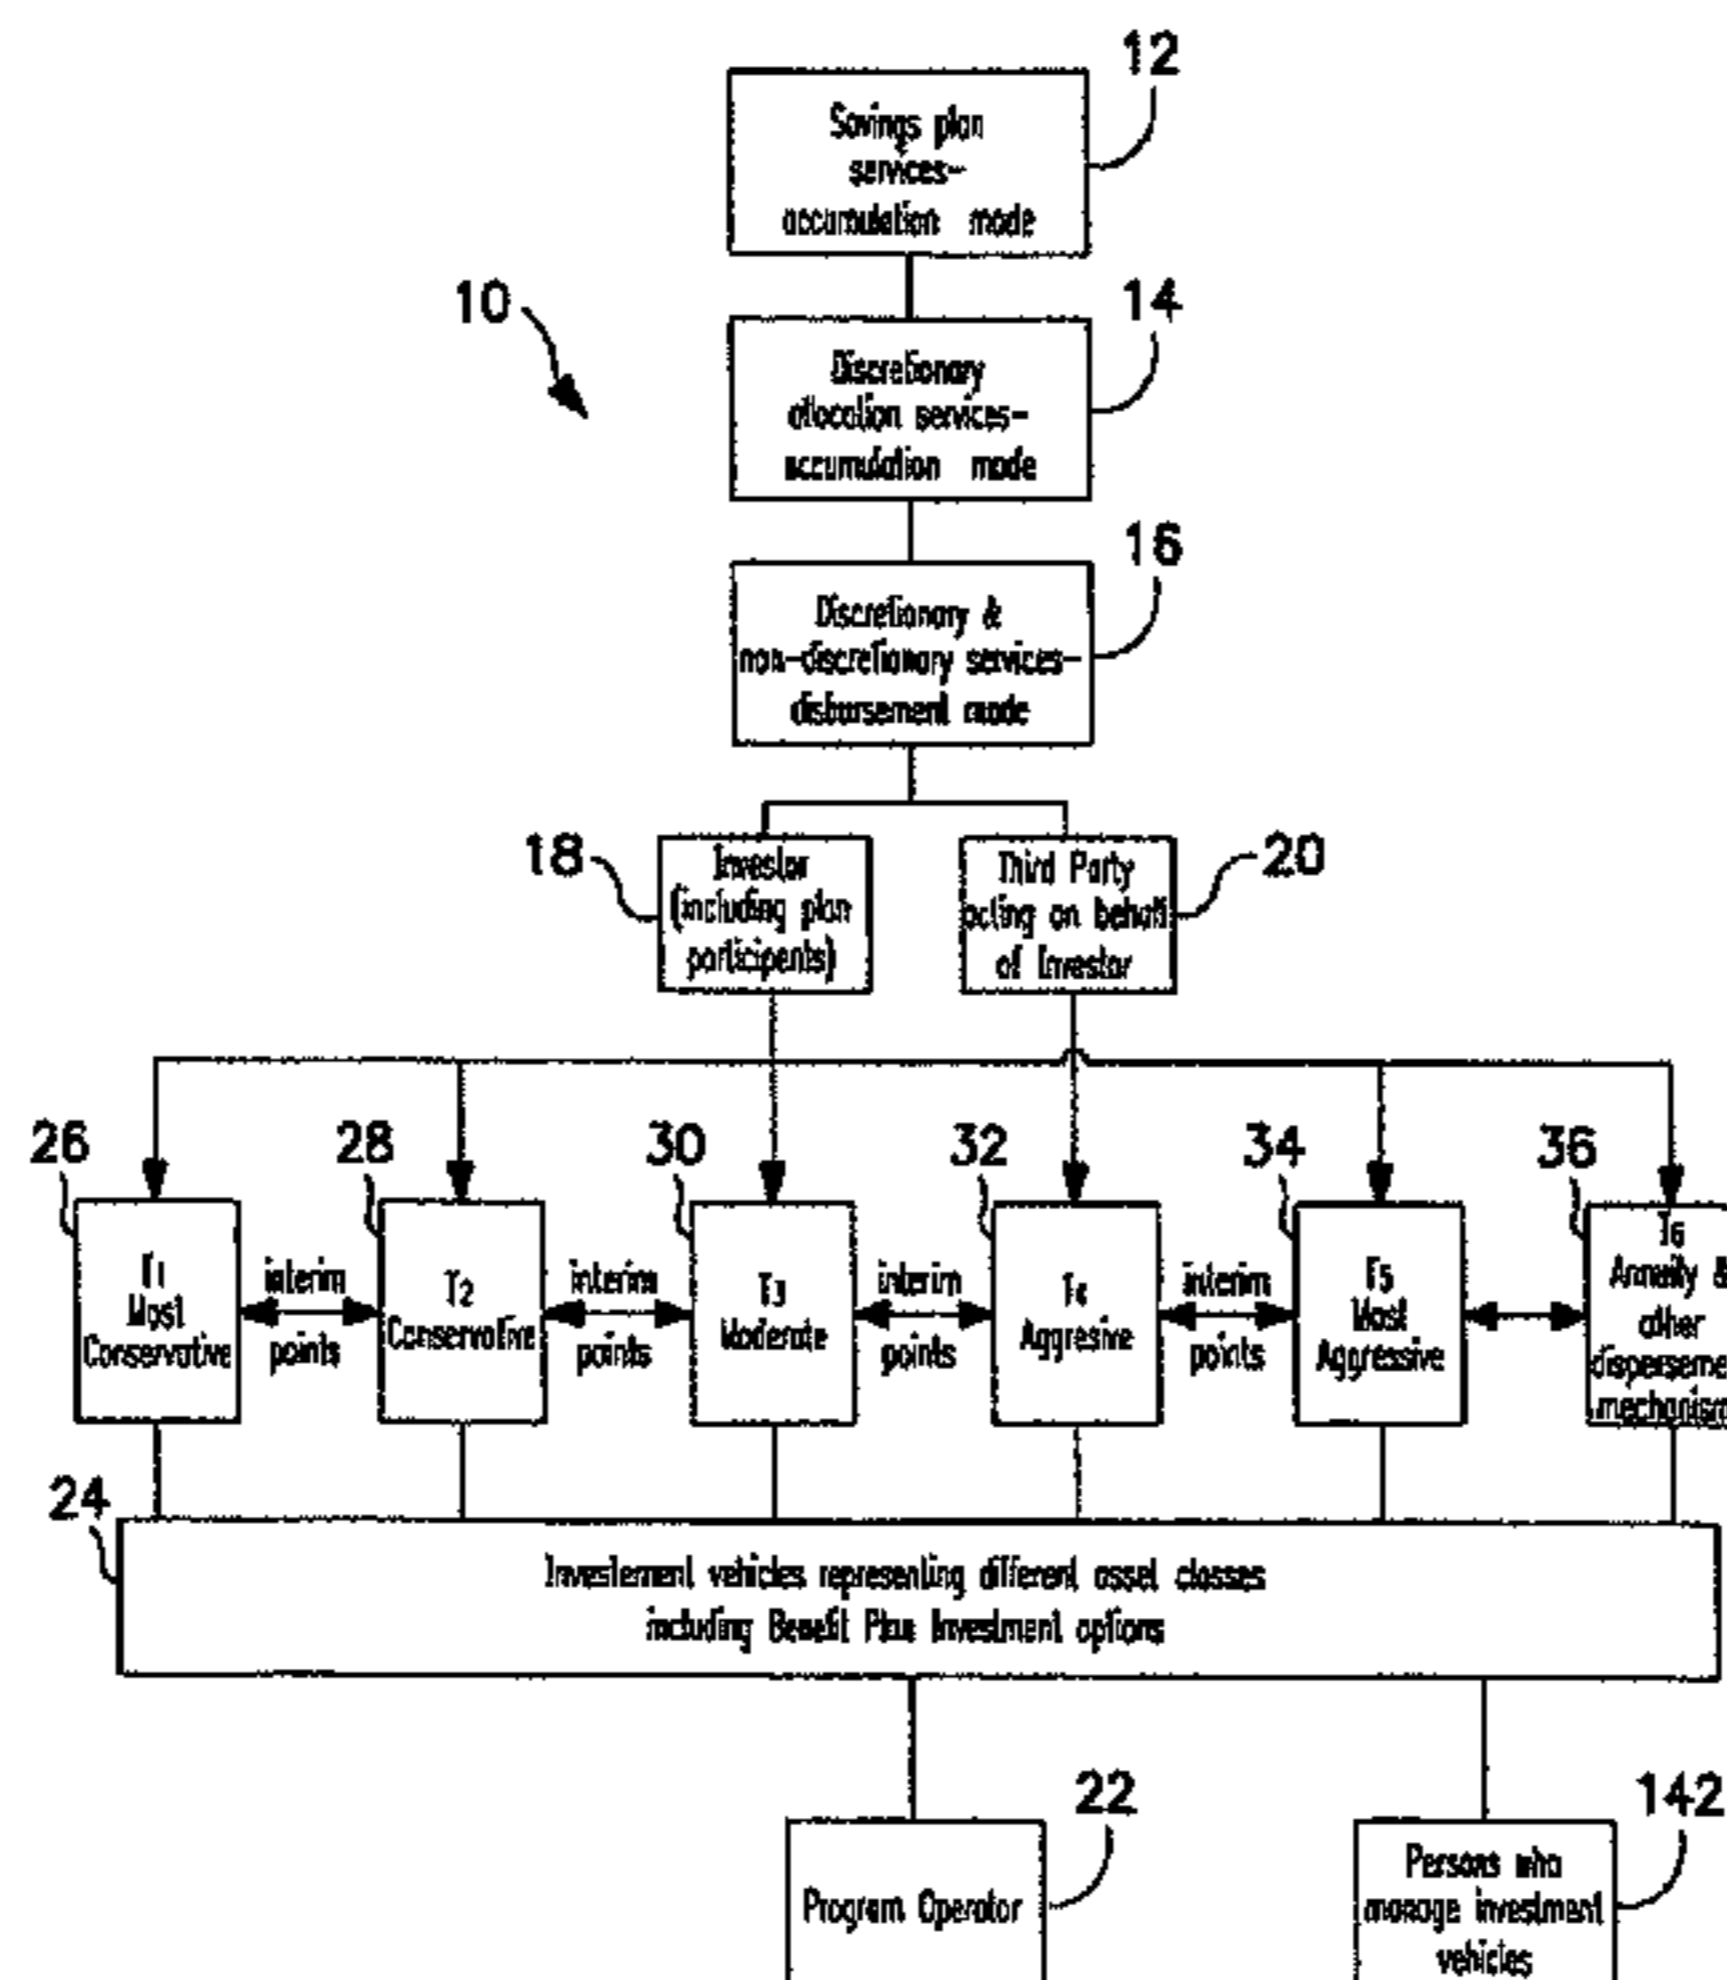 12
Savings plan
services-
accumulation mode
10
14
Discretionary
allocation services-
accumulation mode
16
Discretionary &
non-discretionary services-
disbursement mode
18
Investor
(including plan
participents)
20
Third Party
acting on behalf
of Investor
26
28
30
32
34
36
T1
Most
Conservative
interim
points
T2
Conservative
interim
points
T3
Moderate
interim
points
T4
Aggresive
interim
points
T5
Most
Aggressive
T6
Annuity &
other
disperseme
mechanism
24
Investement vehicles representing different asset classes
including Benefit Plan Investment options
22
Program Operator
142
Persons who
manage investment
vehicles